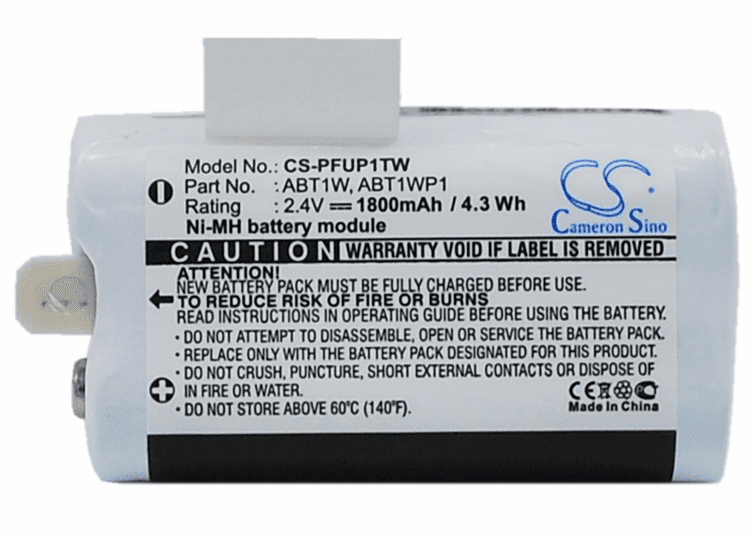 Model No.: CS-PFUP1TW
Part No. : ABT1W, ABT1WP1
Rating : 2.4V 1800mAh / 4.3 Wh
Ni-MH battery module
CS
Cameron Sino
CAUTION WARRANTY VOID IF LABEL IS REMOVED
ATTENTION!
NEW BATTERY PACK MUST BE FULLY CHARGED BEFORE USE.
TO REDUCE RISK OF FIRE OR BURNS
READ INSTRUCTIONS IN OPERATING GUIDE BEFORE USING THE BATTERY.
· DO NOT ATTEMPT TO DISASSEMBLE, OPEN OR SERVICE THE BATTERY PACK.
· REPLACE ONLY WITH THE BATTERY PACK DESIGNATED FOR THIS PRODUCT.
· DO NOT CRUSH, PUNCTURE, SHORT EXTERNAL CONTACTS OR DISPOSE OF
IN FIRE OR WATER.
· DO NOT STORE ABOVE 60°C (140°F).
CE
Made In China